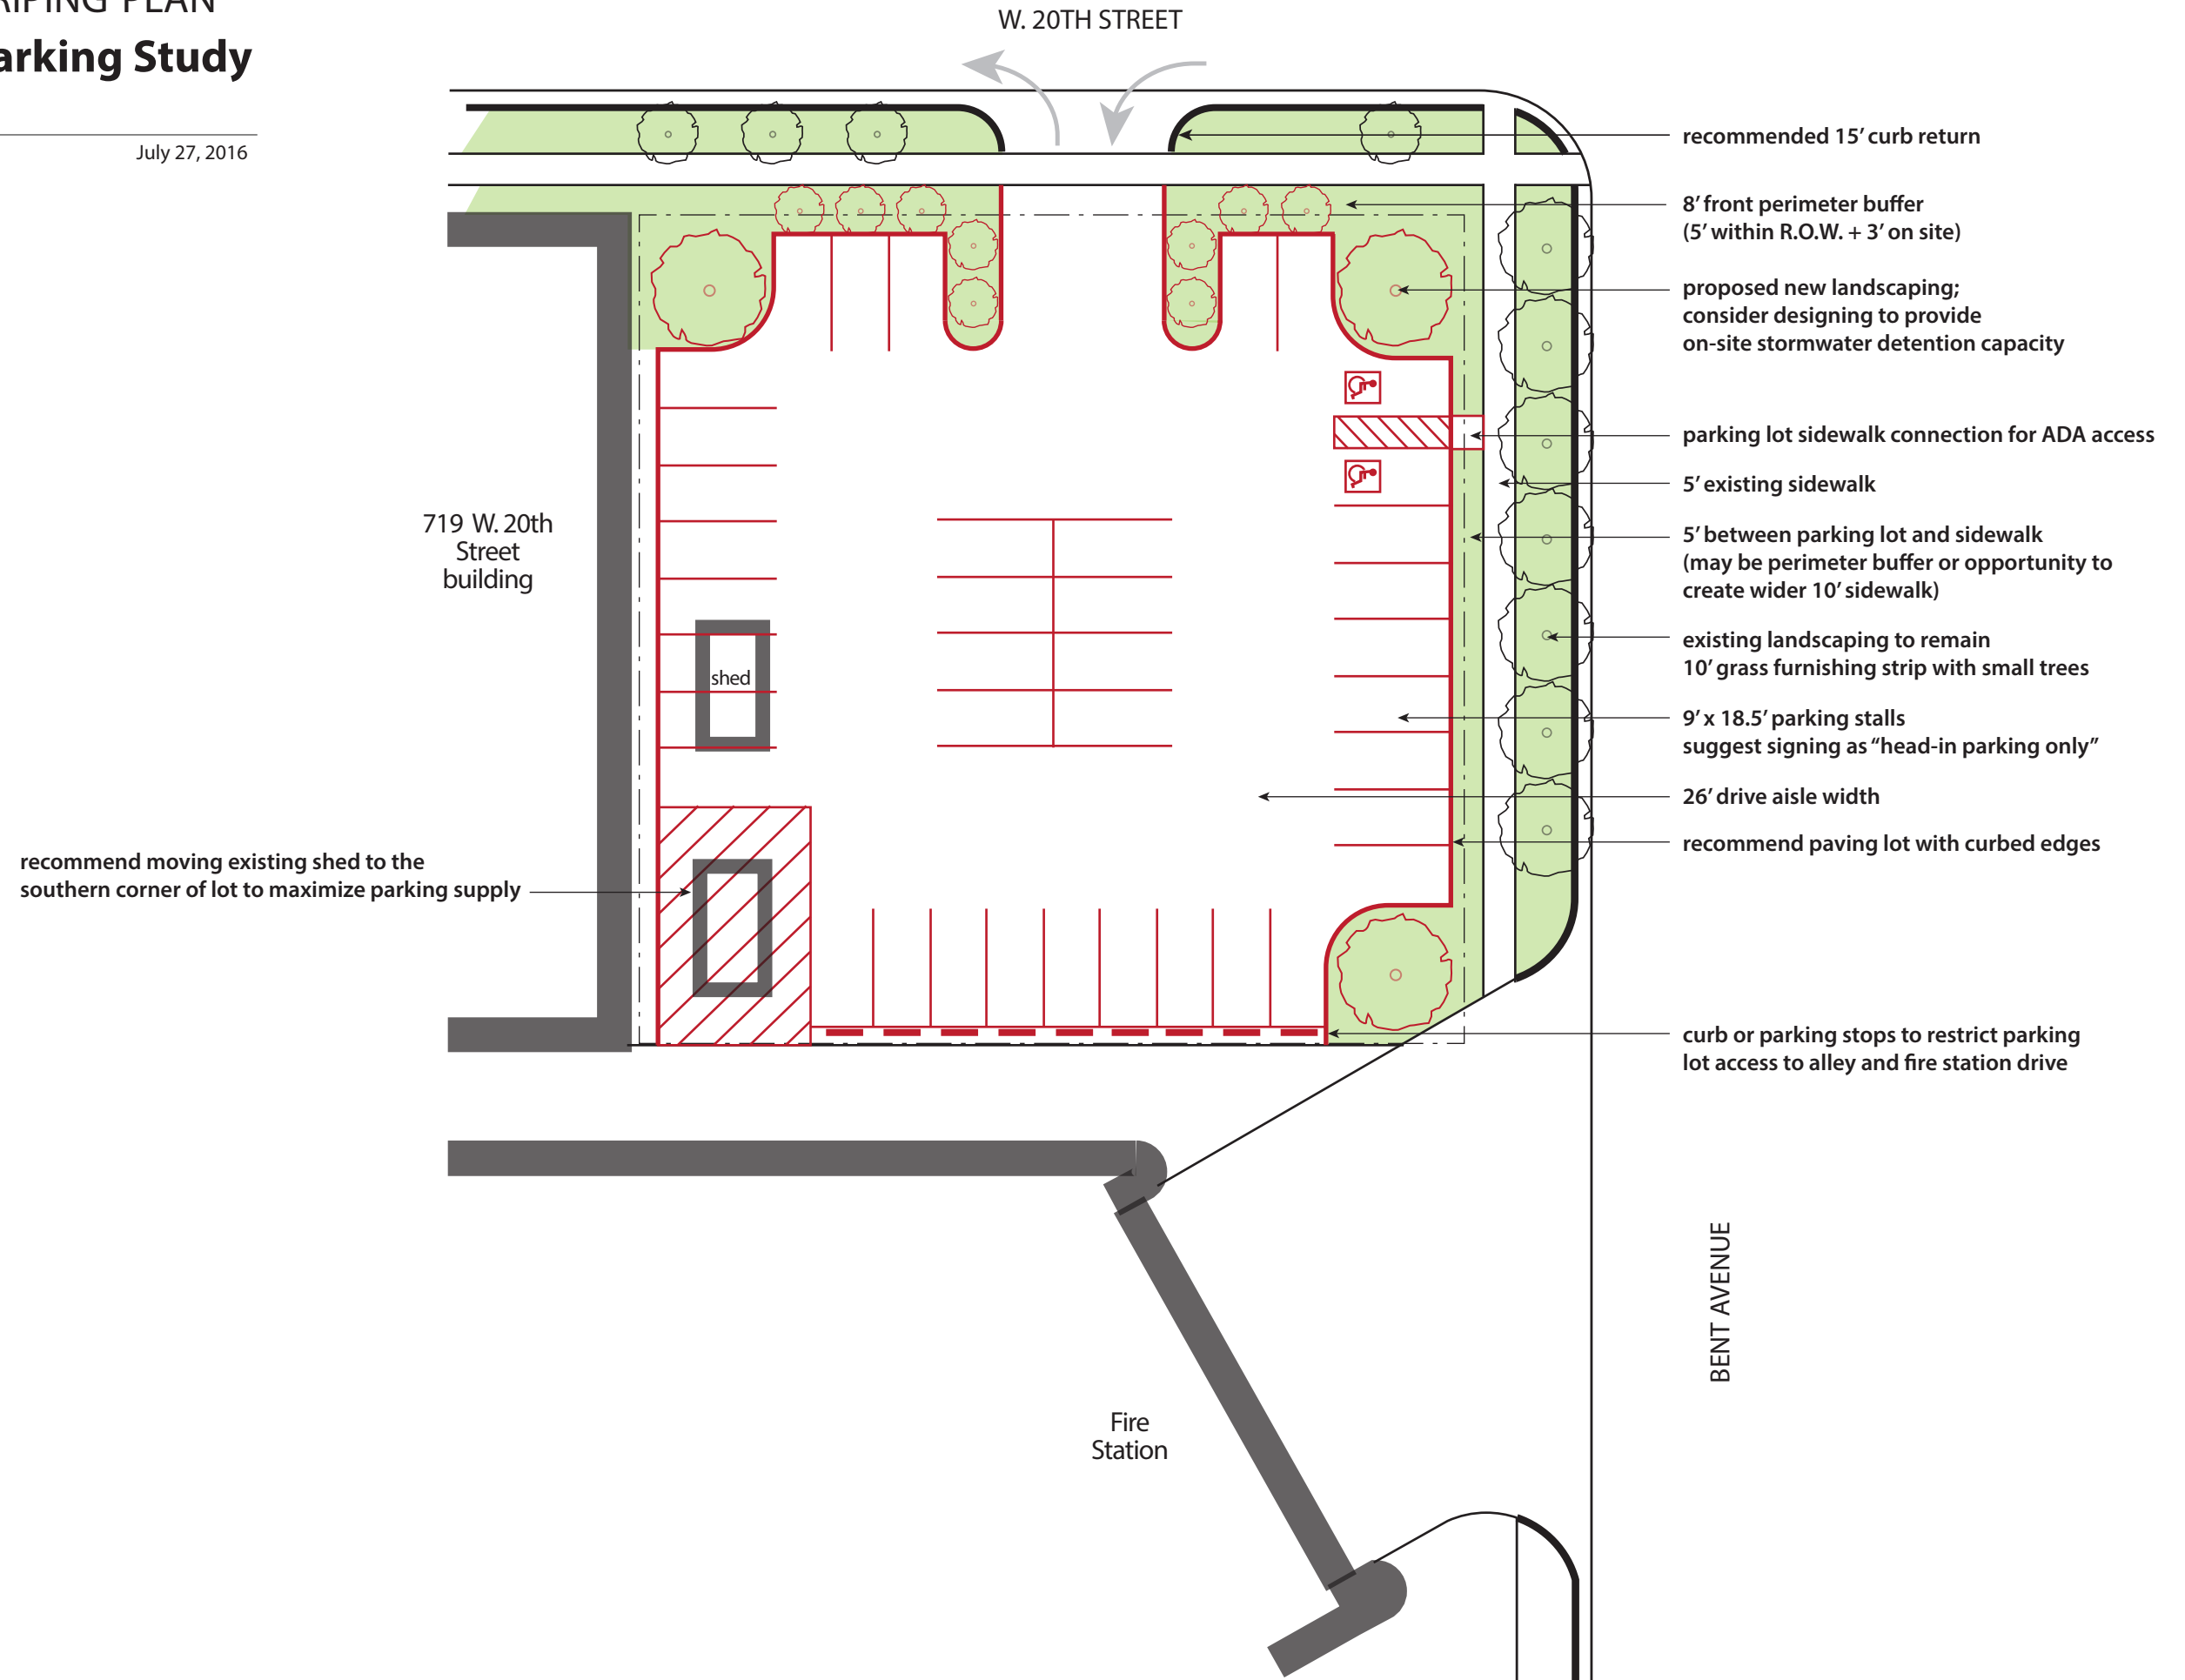 RIPING PLAN
arking Study
July 27, 2016
W. 20TH STREET
recommended 15’ curb return
8’ front perimeter buffer
(5’ within R.O.W. + 3’ on site)
proposed new landscaping;
consider designing to provide
on-site stormwater detention capacity
parking lot sidewalk connection for ADA access
5’ existing sidewalk
5’ between parking lot and sidewalk
(may be perimeter buffer or opportunity to
create wider 10’ sidewalk)
existing landscaping to remain
10’ grass furnishing strip with small trees
9’ x 18.5’ parking stalls
suggest signing as “head-in parking only”
26’ drive aisle width
recommend paving lot with curbed edges
curb or parking stops to restrict parking
lot access to alley and fire station drive
719 W. 20th
Street
building
shed
recommend moving existing shed to the
southern corner of lot to maximize parking supply
Fire
Station
BENT AVENUE